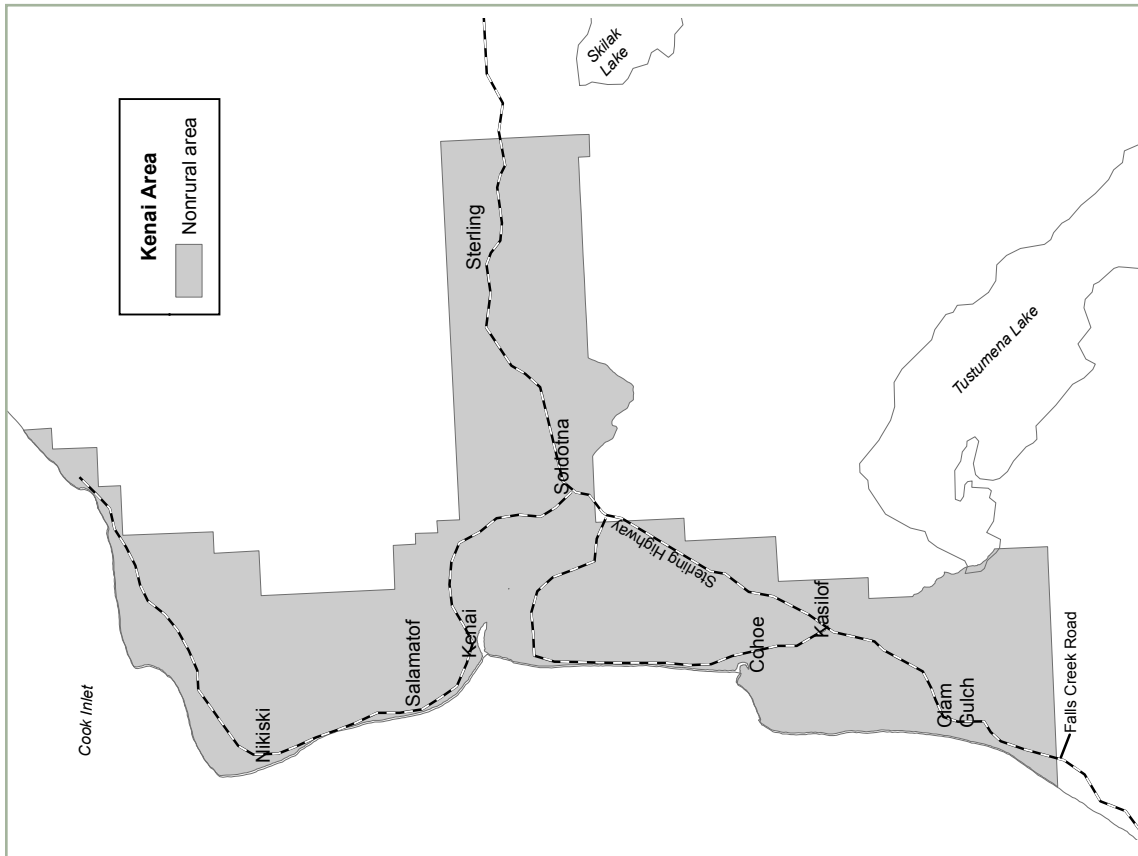 Kenai Area
Nonrural area
Cook Inlet
Skilak
Lake
Sterling
Soldotna
Sterling Highway
Nikiski
Salamatof
Kenai
Cohoe
Kasilof
Tustumena Lake
Clam
Gulch
Falls Creek Road